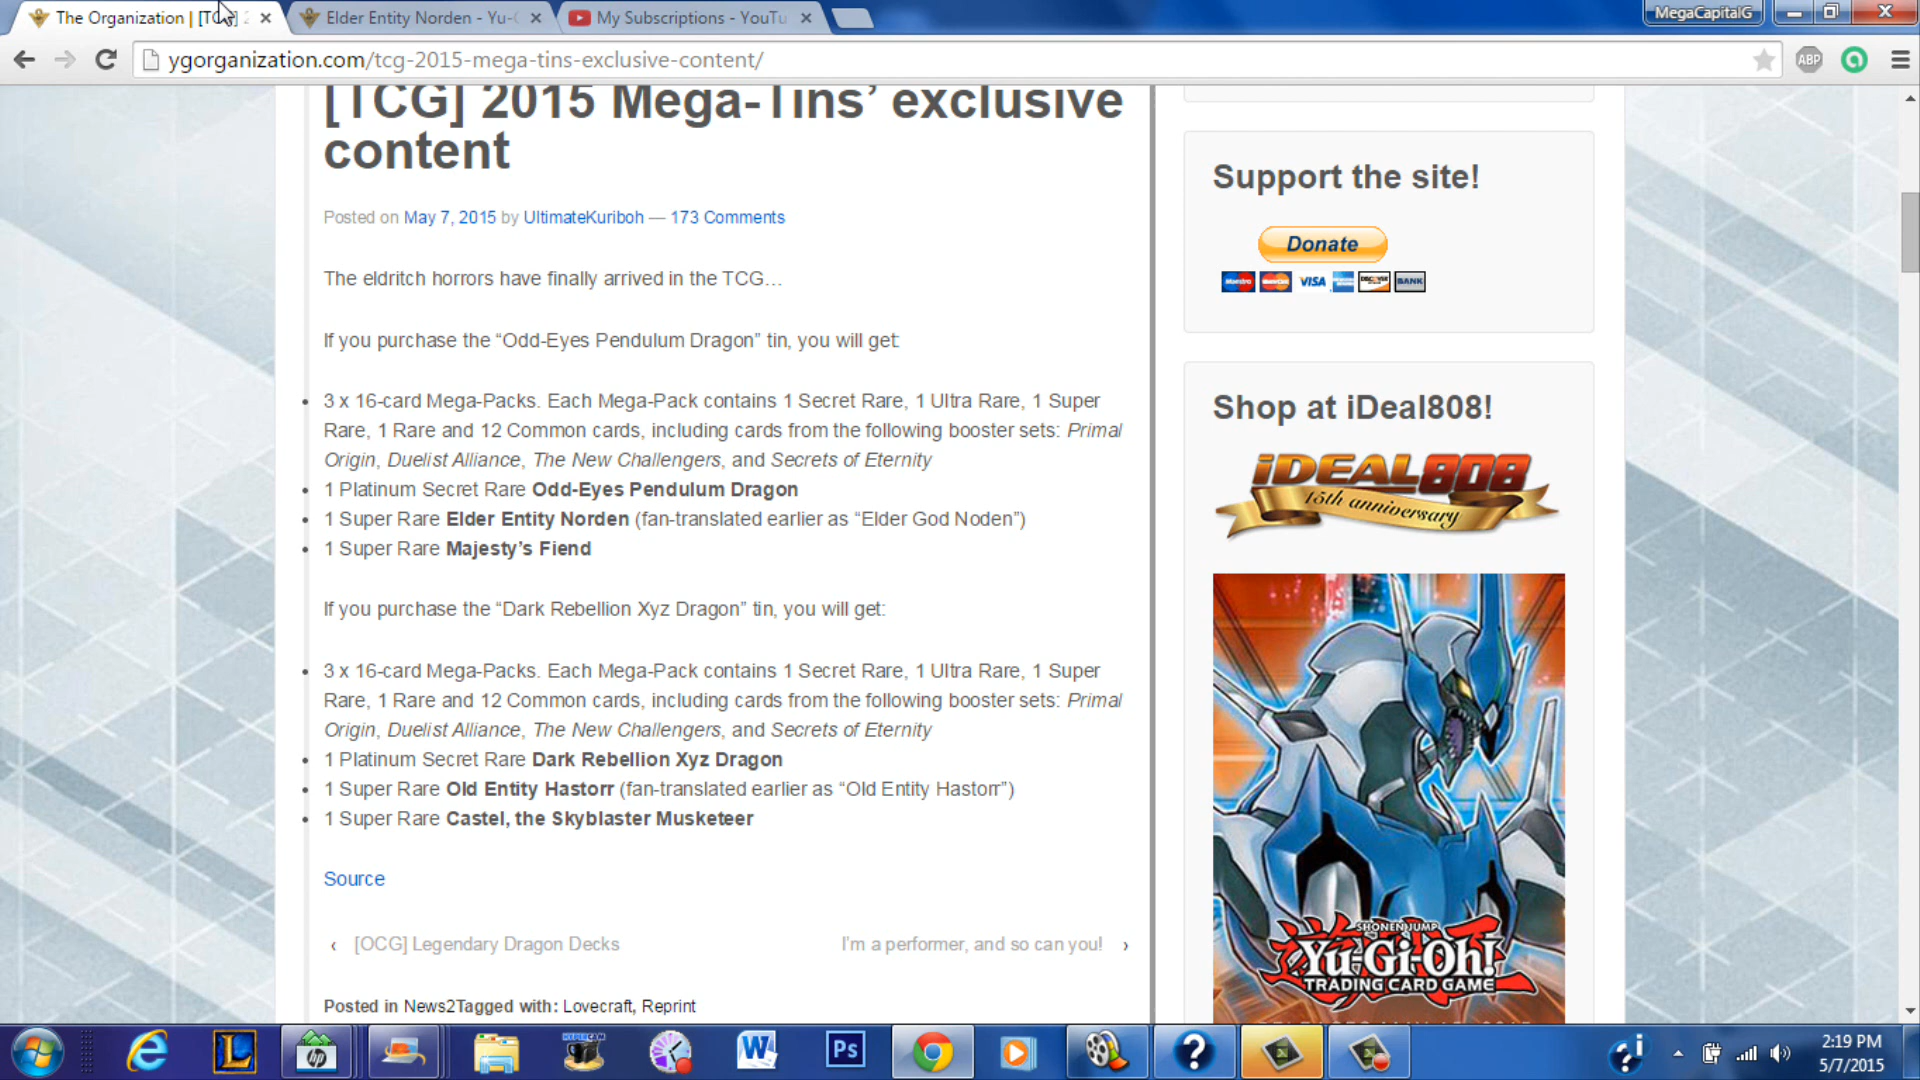 The Organization | [TCG] 2
Elder Entity Norden - Yu-G
My Subscriptions - YouTu
MegaCapitalG
ygorganization.com/tcg-2015-mega-tins-exclusive-content/
ABP
[TCG] 2015 Mega-Tins’ exclusive
content
Posted on May 7, 2015 by UltimateKuriboh — 173 Comments
The eldritch horrors have finally arrived in the TCG…
If you purchase the “Odd-Eyes Pendulum Dragon” tin, you will get:
• 3 x 16-card Mega-Packs. Each Mega-Pack contains 1 Secret Rare, 1 Ultra Rare, 1 Super
Rare, 1 Rare and 12 Common cards, including cards from the following booster sets: Primal
Origin, Duelist Alliance, The New Challengers, and Secrets of Eternity
• 1 Platinum Secret Rare Odd-Eyes Pendulum Dragon
• 1 Super Rare Elder Entity Norden (fan-translated earlier as “Elder God Noden”)
• 1 Super Rare Majesty’s Fiend
If you purchase the “Dark Rebellion Xyz Dragon” tin, you will get:
• 3 x 16-card Mega-Packs. Each Mega-Pack contains 1 Secret Rare, 1 Ultra Rare, 1 Super
Rare, 1 Rare and 12 Common cards, including cards from the following booster sets: Primal
Origin, Duelist Alliance, The New Challengers, and Secrets of Eternity
• 1 Platinum Secret Rare Dark Rebellion Xyz Dragon
• 1 Super Rare Old Entity Hastorr (fan-translated earlier as “Old Entity Hastorr”)
• 1 Super Rare Castel, the Skyblaster Musketeer
Source
‹ [OCG] Legendary Dragon Decks
I’m a performer, and so can you! ›
Posted in News2Tagged with: Lovecraft, Reprint
Support the site!
Donate
Maestro
VISA
BANK
Shop at iDeal808!
iDEAL808
15th anniversary
SHONEN JUMP
Yu-Gi-Oh!
TRADING CARD GAME
L
hp
HYPERCAM
W
Ps
?
2:19 PM
5/7/2015